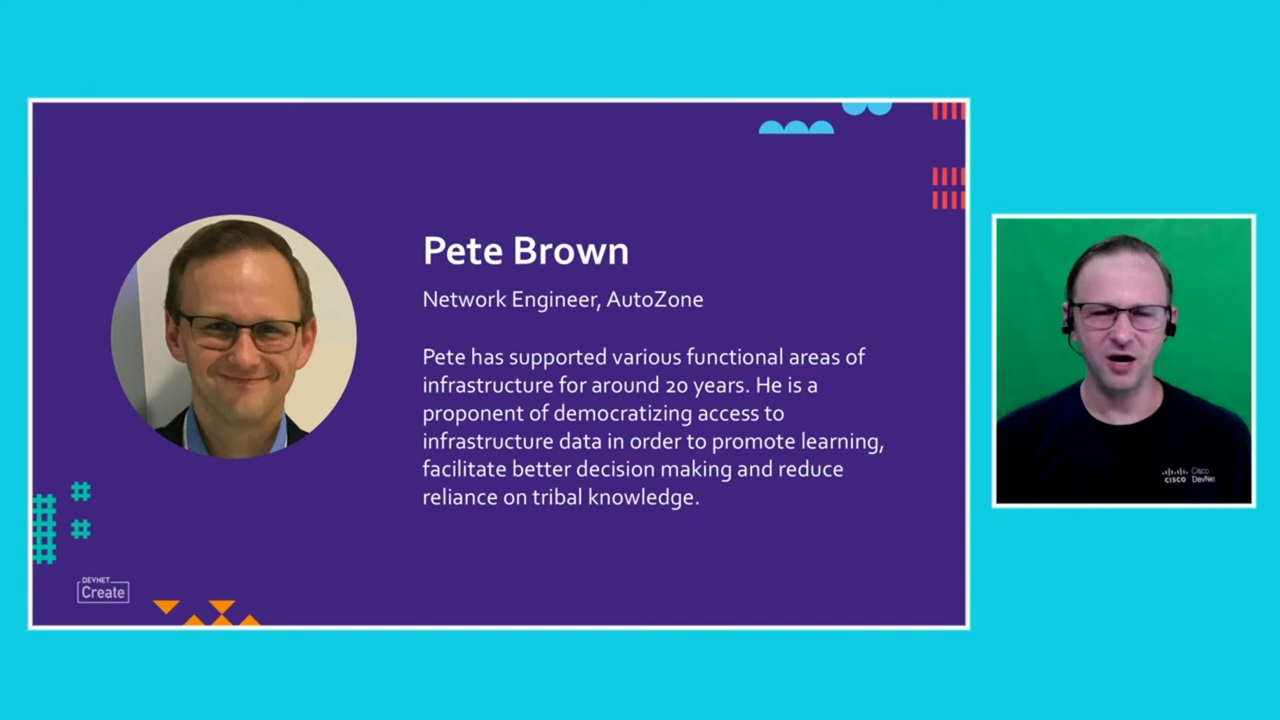 Pete Brown
Network Engineer, AutoZone
Pete has supported various functional areas of
infrastructure for around 20 years. He is a
proponent of democratizing access to
infrastructure data in order to promote learning,
facilitate better decision making and reduce
reliance on tribal knowledge.
DEVNET
Create
Cisco
CISCO DevNet